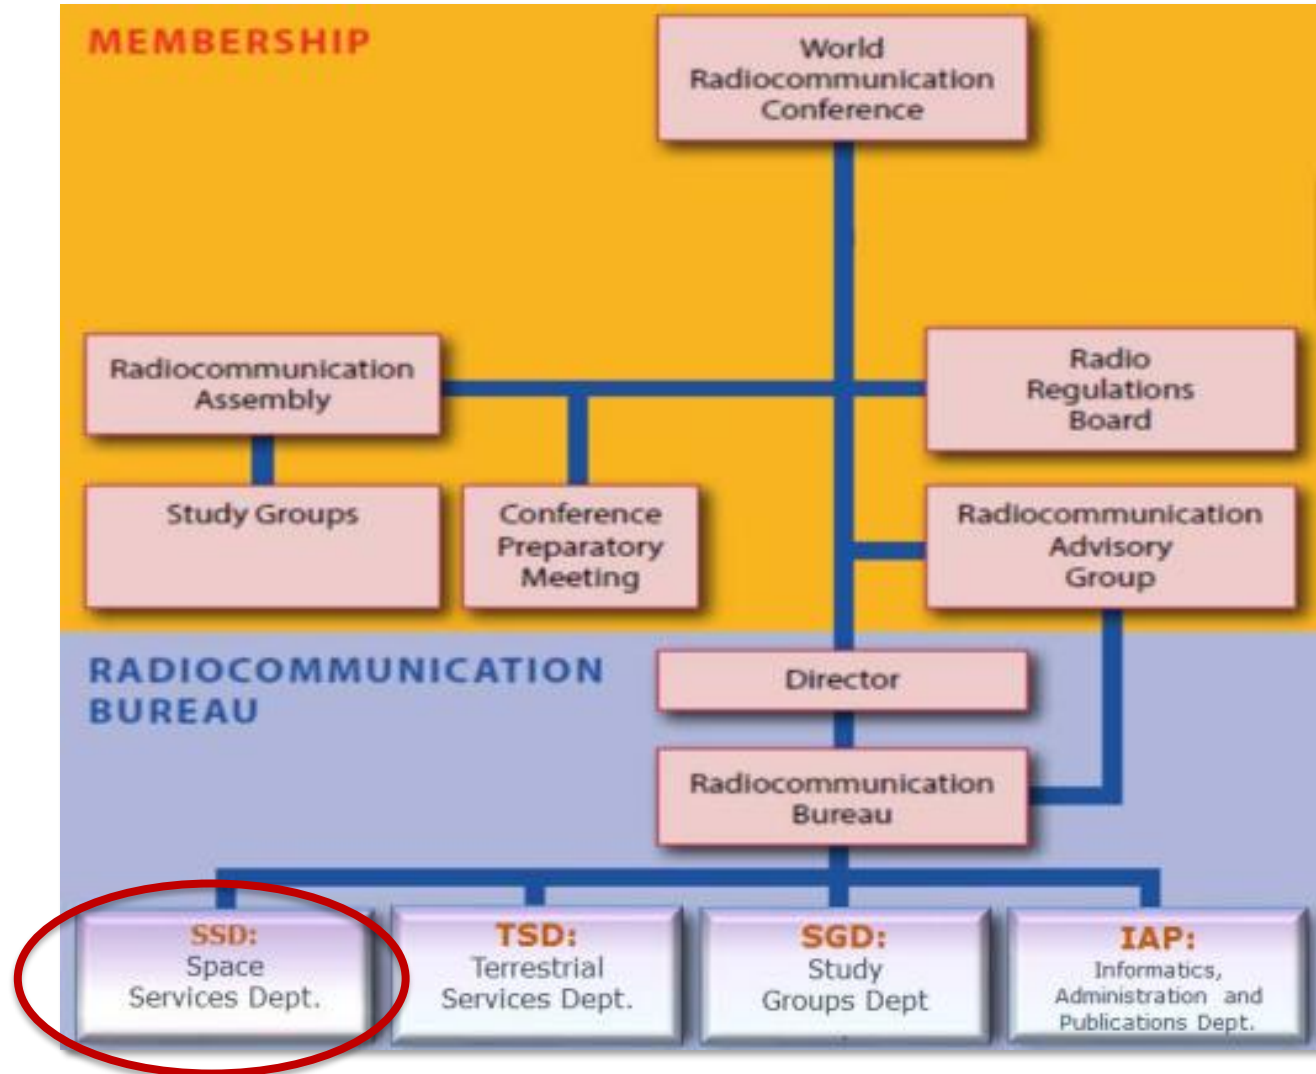 MEMBERSHIP
World
Radiocommunication
Conference
Radiocommunication
Assembly
Radio
Regulations
Board
Study Groups
Conference
Preparatory
Meeting
Radiocommunication
Advisory
Group
RADIOCOMMUNICATION
BUREAU
Director
Radiocommunication
Bureau
SSD:
Space
Services Dept.
TSD:
Terrestrial
Services Dept.
SGD:
Study
Groups Dept
IAP:
Informatics,
Administration and
Publications Dept.